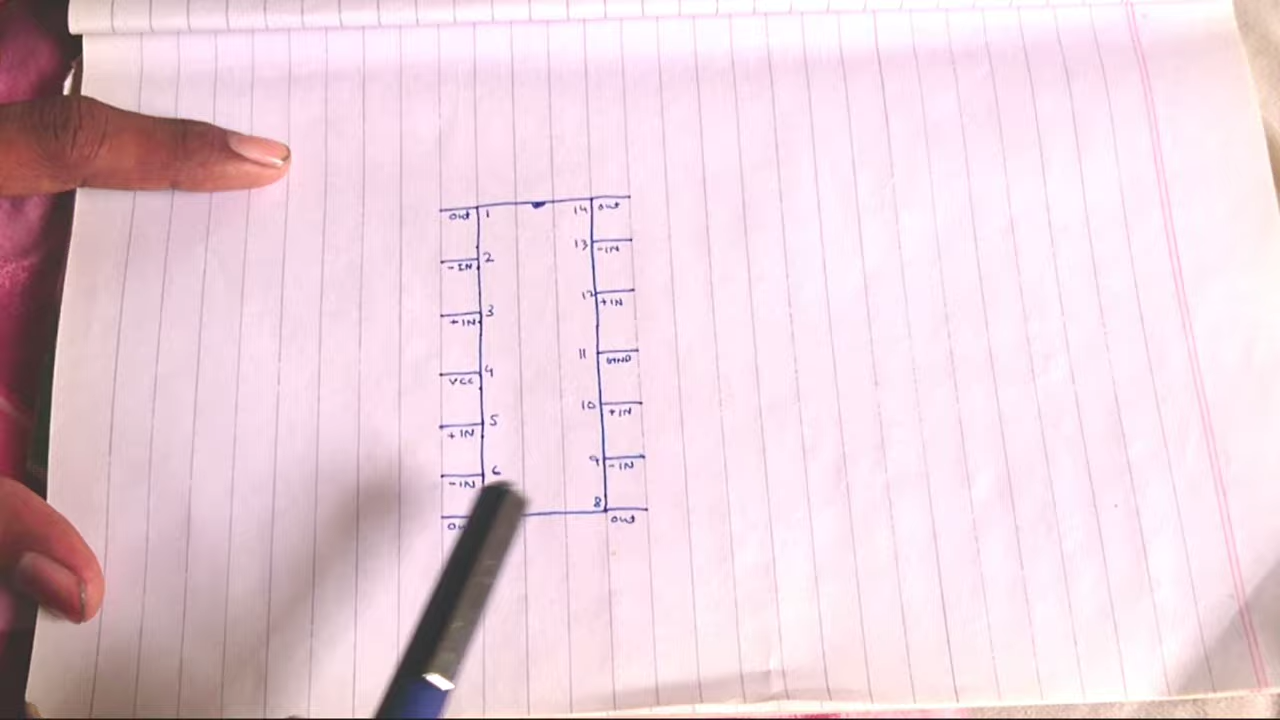 out 1 14 out
-IN 2 13 -IN
+IN 3 12 +IN
VCC 4 11 GND
+IN 5 10 +IN
-IN 6 9 -IN
8 out